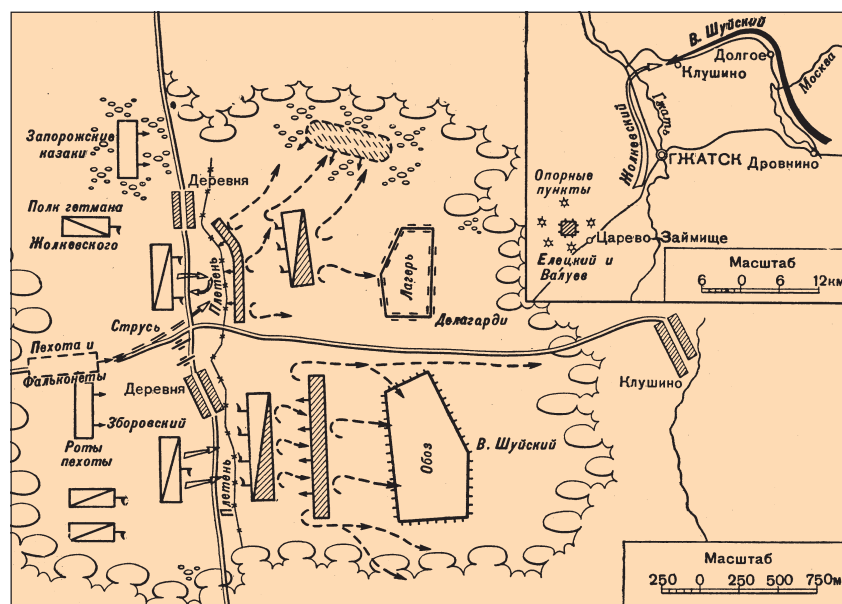 Запорожские
казаки
Деревня
Полк гетмана
Жолкевского
Плетень
Лагерь
Делагарди
Струсь
Пехота и
Фальконеты
Деревня
Зборовский
Роты
пехоты
Плетень
Обоз
В. Шуйский
Клушино
В. Шуйский
Долгое
Клушино
Москва
Гжать
Жолкевский
ГЖАТСК
Дровнино
Опорные
пункты
Царево-Займище
Елецкий и
Валуев
Масштаб
6 0 6 12км
Масштаб
250 0 250 500 750м